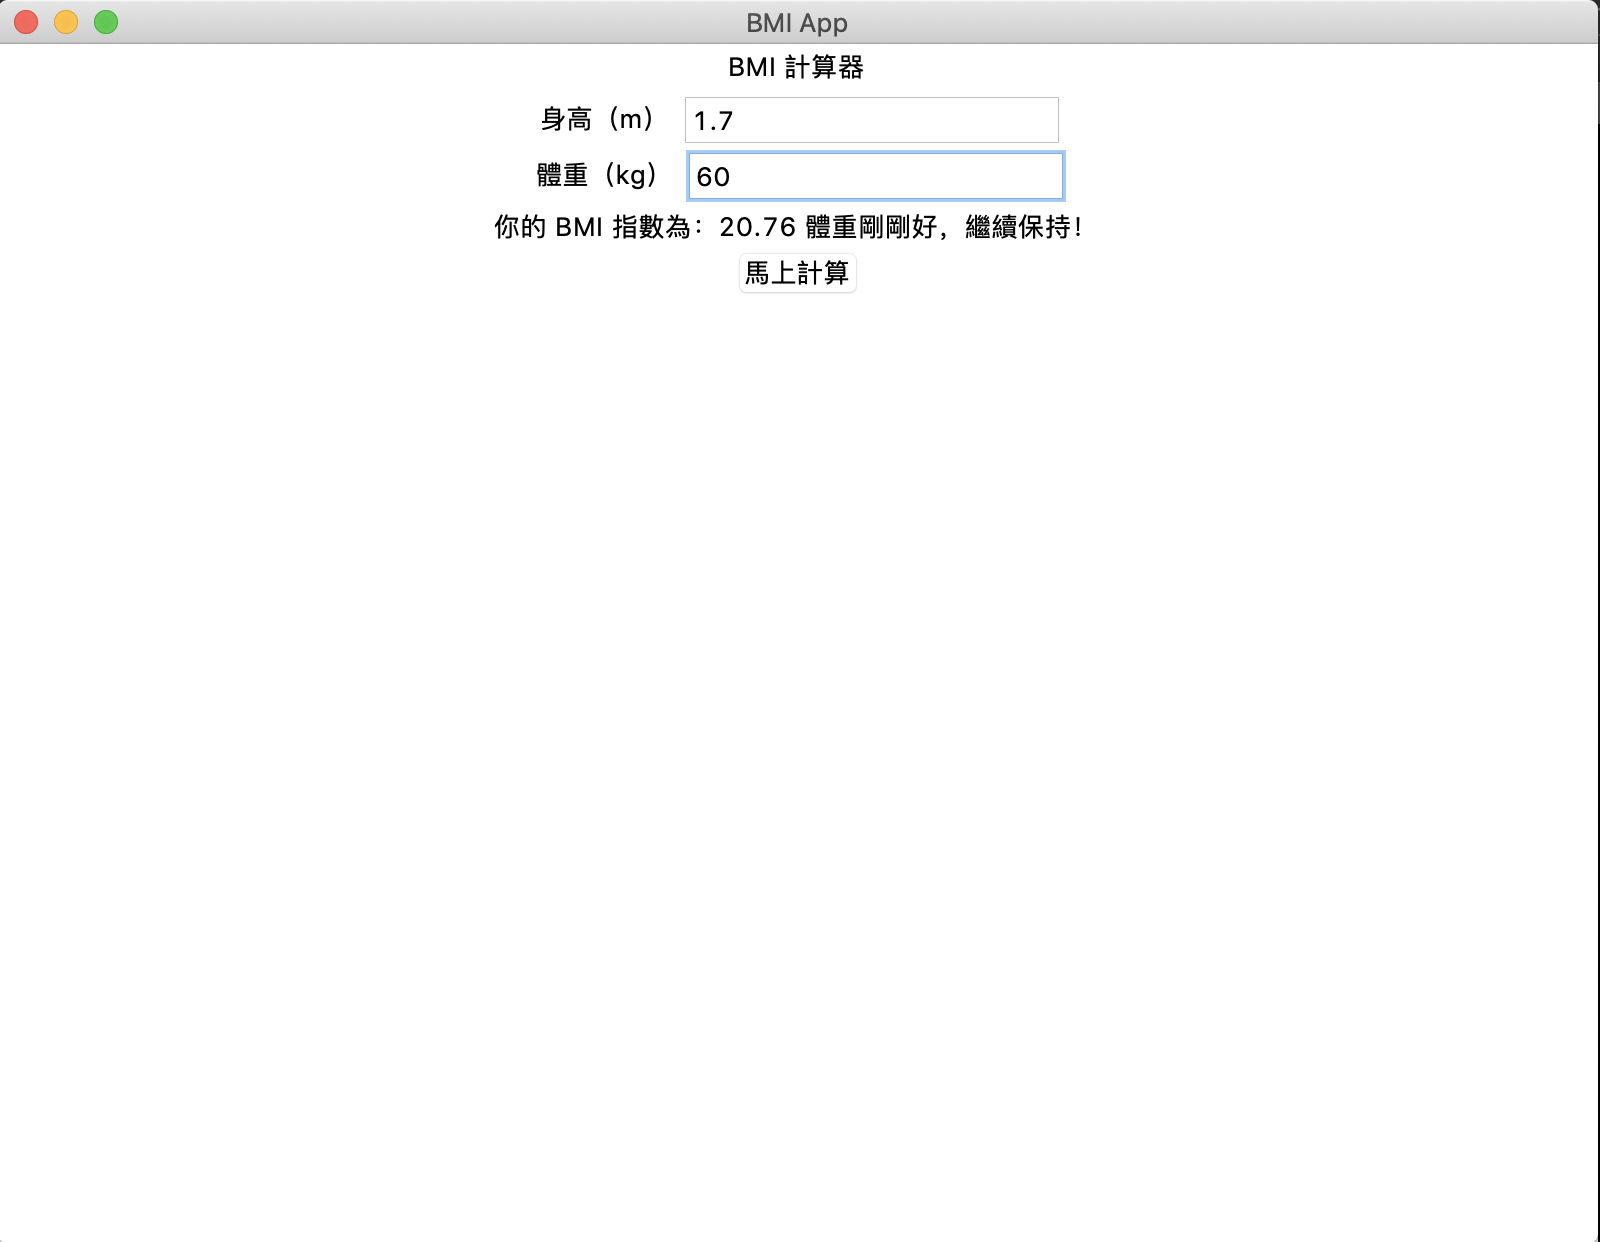 BMI App
BMI 計算器
身高（m） 1.7
體重（kg） 60
你的 BMI 指數為：20.76 體重剛剛好，繼續保持！
馬上計算